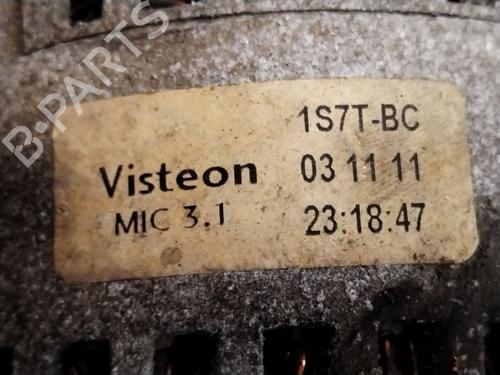 B-PARTS
1S7T-BC
Visteon 03 11 11
MIC 3.1 23:18:47